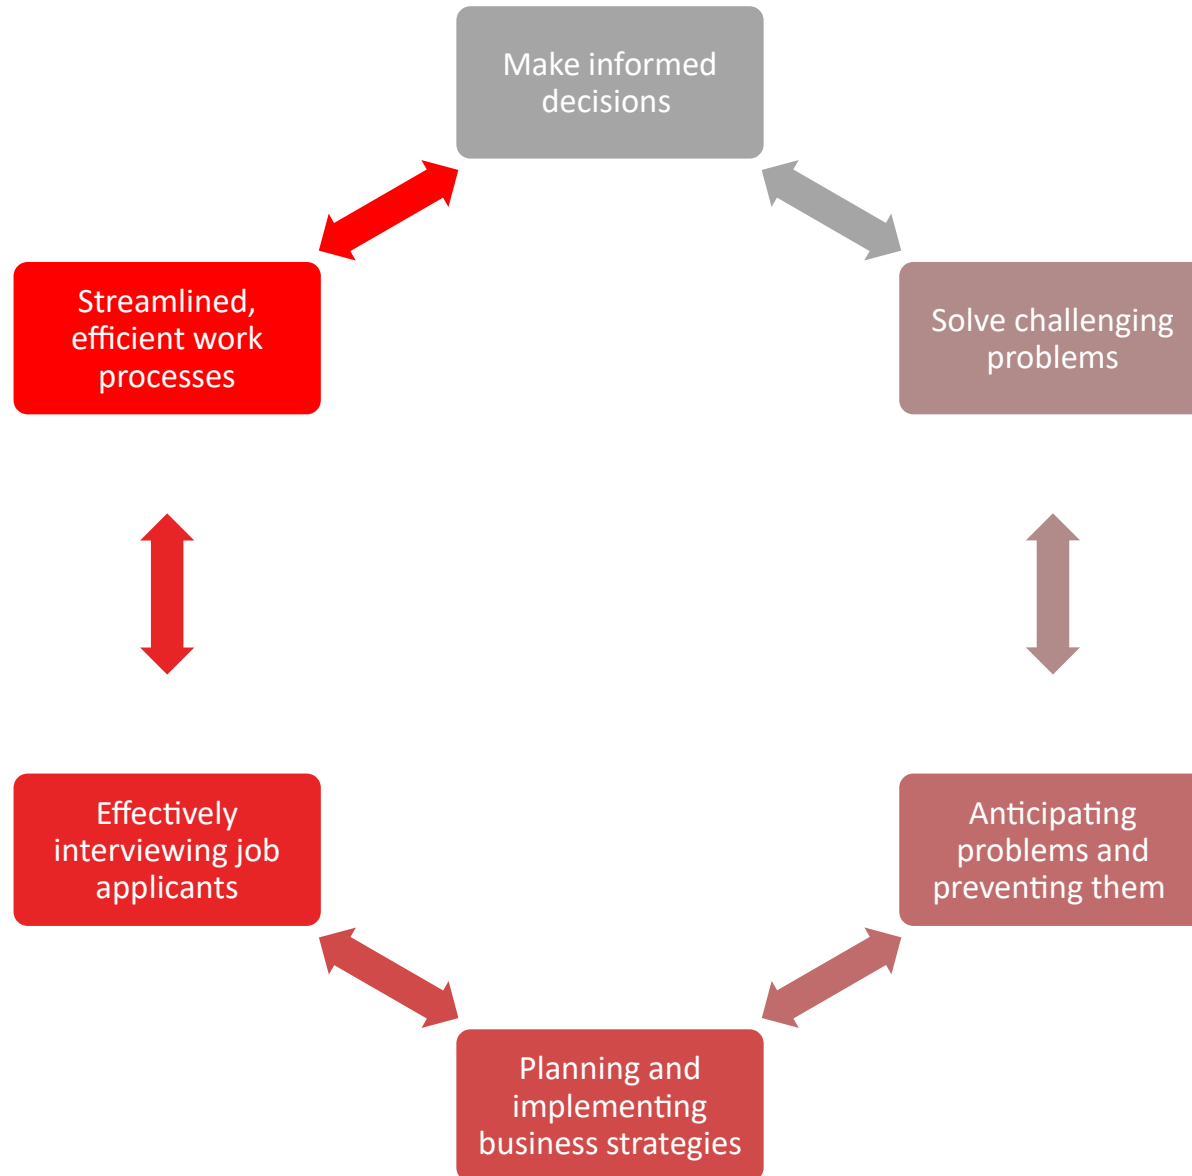 Make informed
decisions
Solve challenging
problems
Anticipating
problems and
preventing them
Planning and
implementing
business strategies
Effectively
interviewing job
applicants
Streamlined,
efficient work
processes